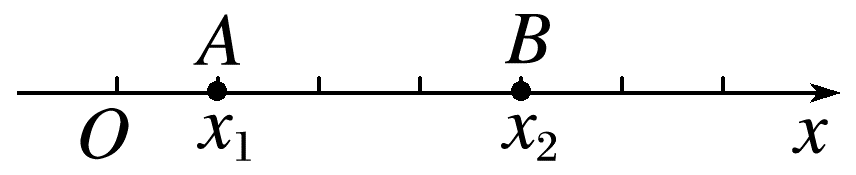 A B
O x₁ x₂ x